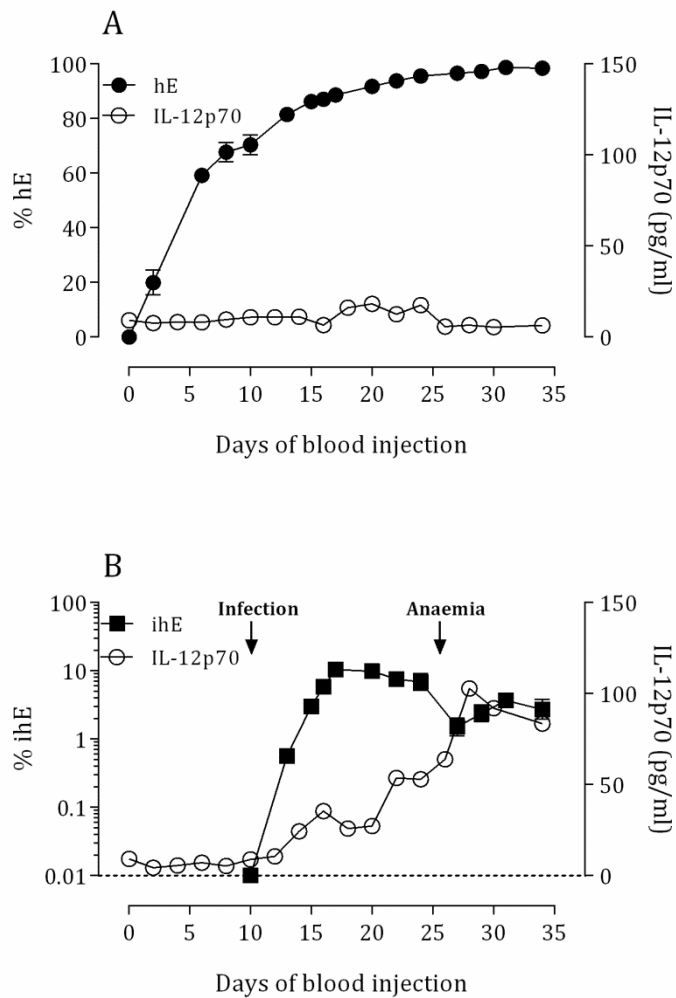 A
100
80
60
40
20
0
% hE
hE
IL-12p70
150
100
50
0
IL-12p70 (pg/ml)
0 5 10 15 20 25 30 35
Days of blood injection
B
100
10
1
0.1
0.01
% ihE
ihE
IL-12p70
Infection
Anaemia
150
100
50
0
IL-12p70 (pg/ml)
0 5 10 15 20 25 30 35
Days of blood injection